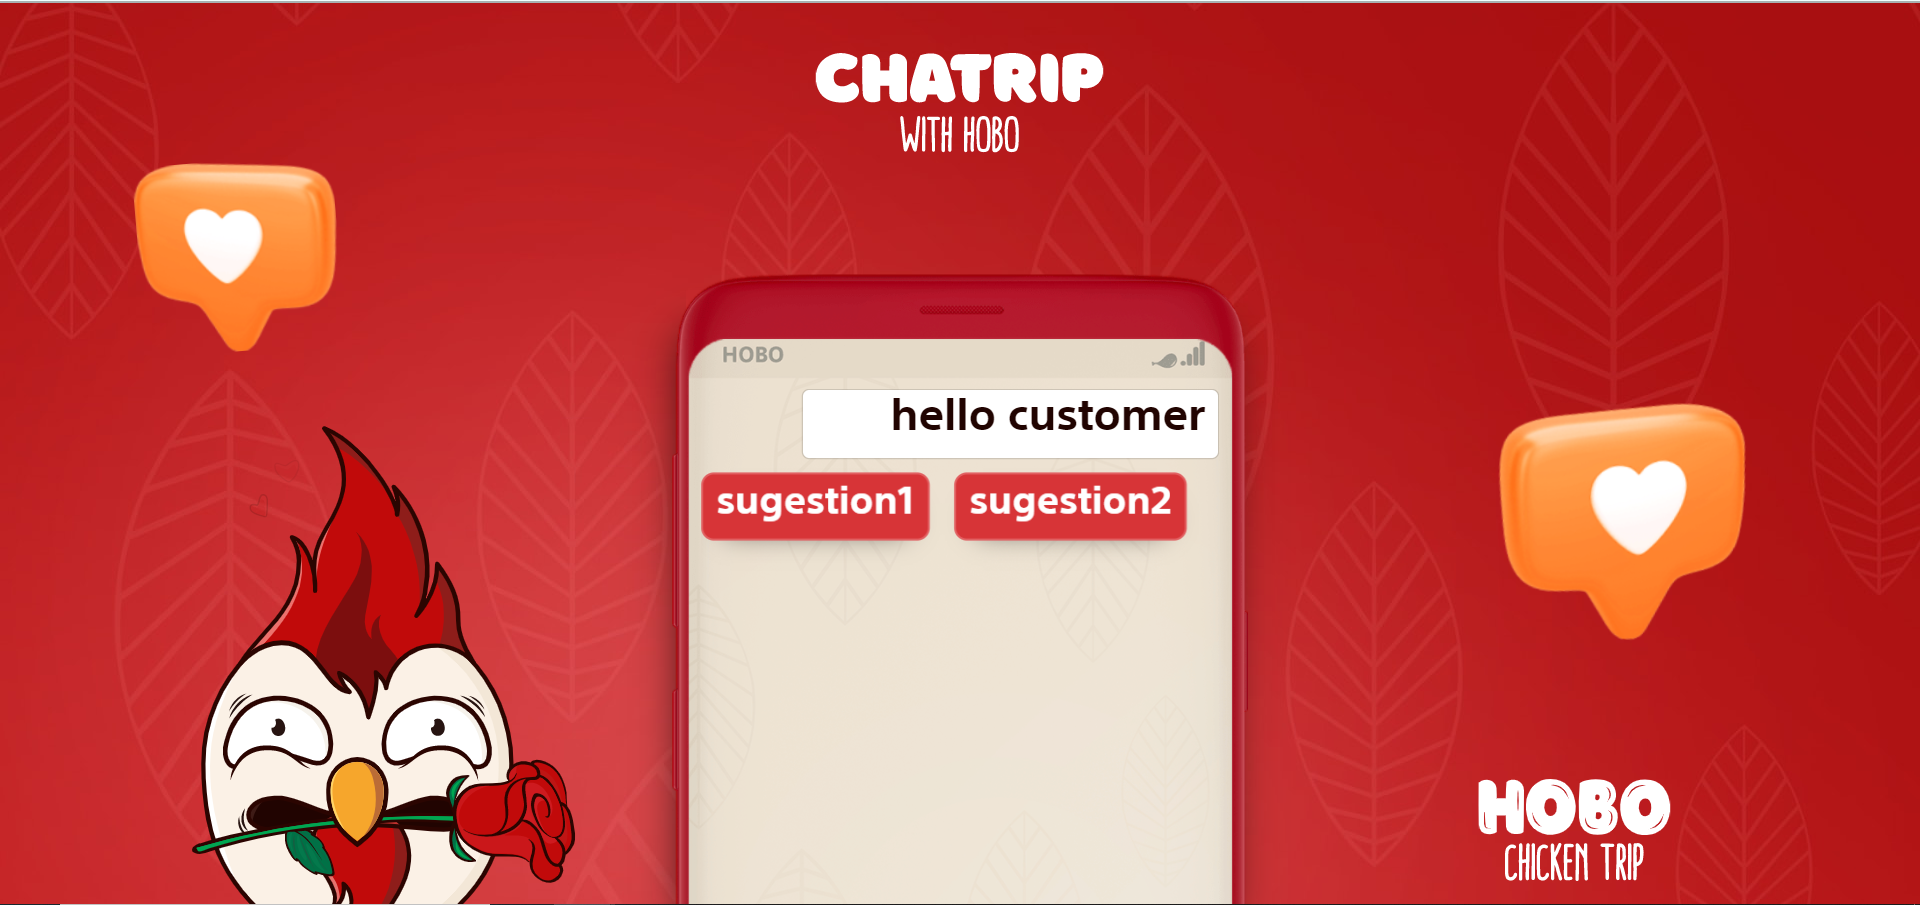 CHATRIP
WITH HOBO
HOBO
hello customer
sugestion1 sugestion2
HOBO
CHICKEN TRIP